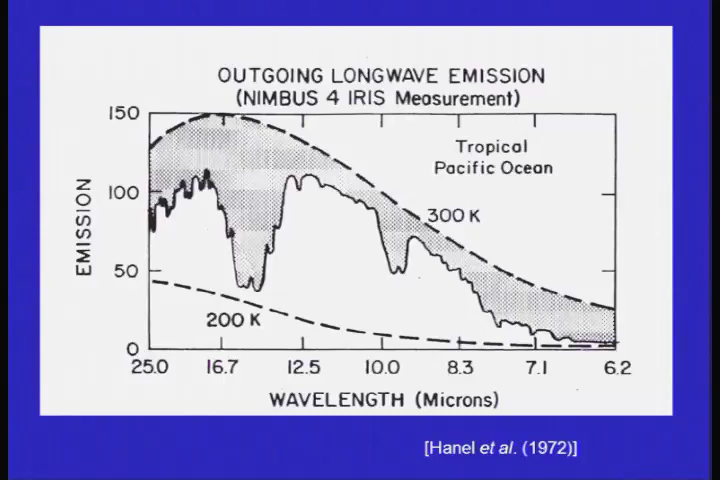 OUTGOING LONGWAVE EMISSION
(NIMBUS 4 IRIS Measurement)
150
100
50
0
EMISSION
Tropical
Pacific Ocean
300 K
200 K
25.0 16.7 12.5 10.0 8.3 7.1 6.2
WAVELENGTH (Microns)
[Hanel et al. (1972)]